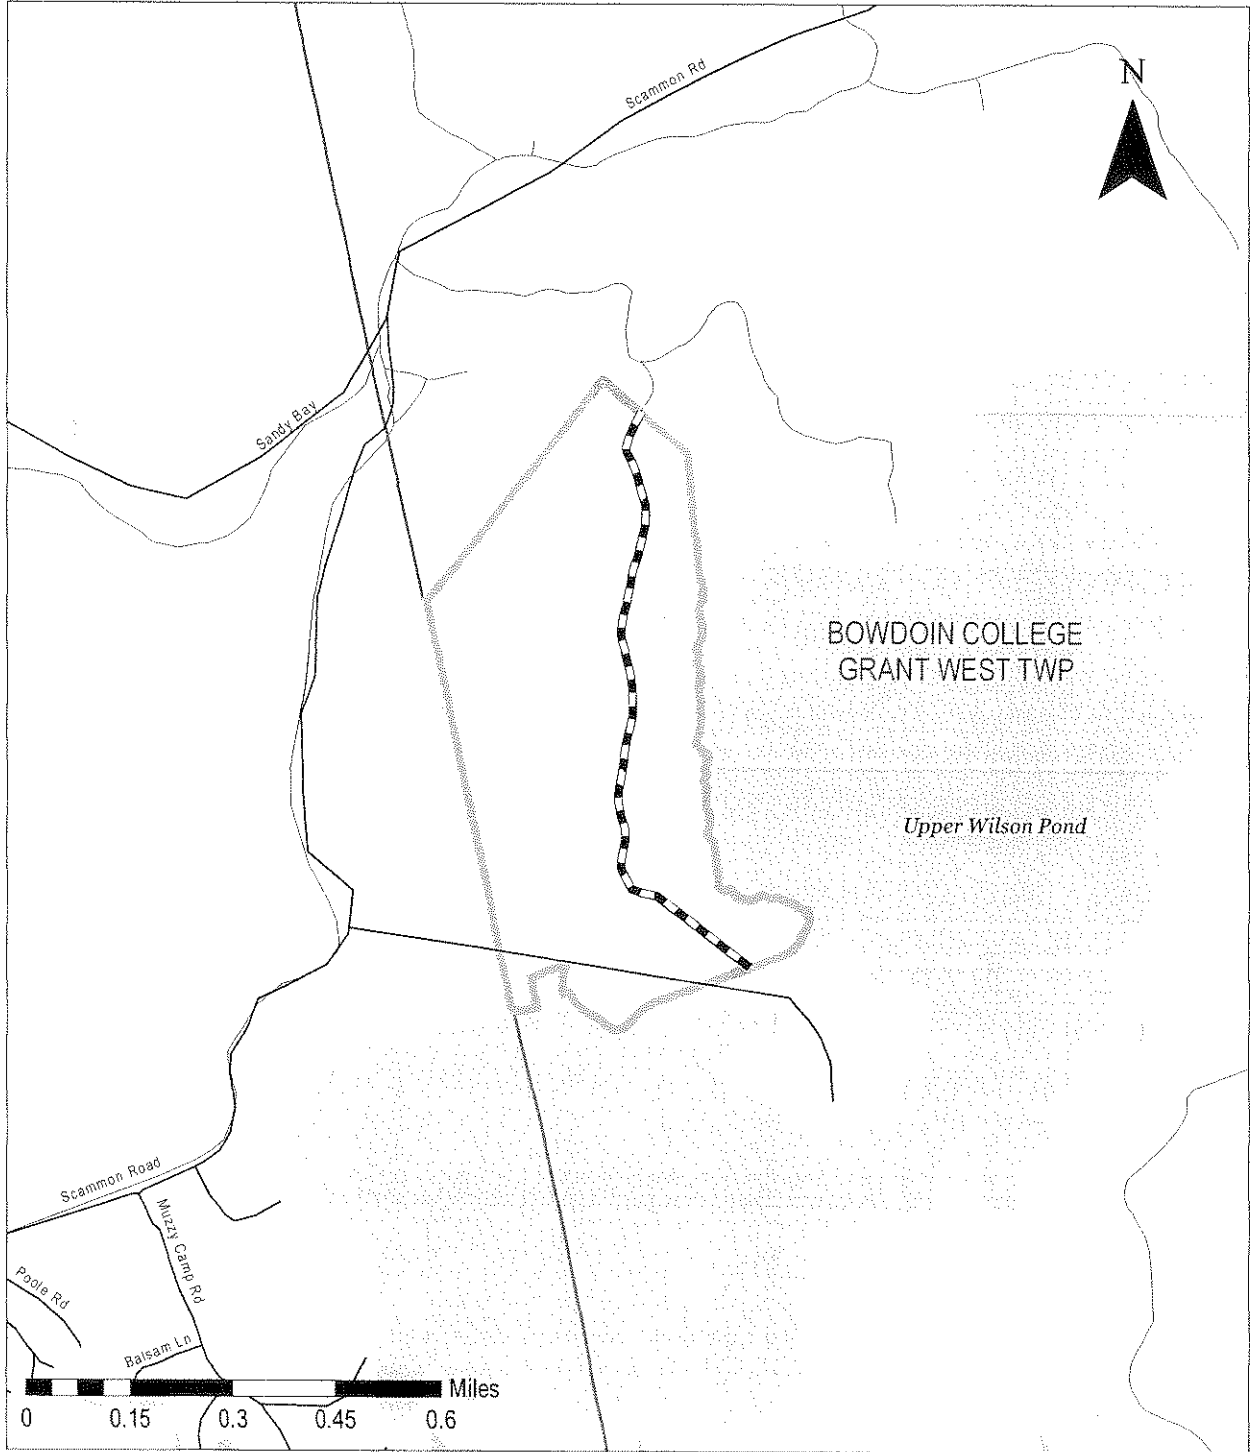 N
Scammon Rd
Sandy Bay
BOWDOIN COLLEGE
GRANT WEST TWP
Upper Wilson Pond
Scammon Road
Muzzy Camp Rd
Poole Rd
Balsam Ln
Miles
0 0.15 0.3 0.45 0.6